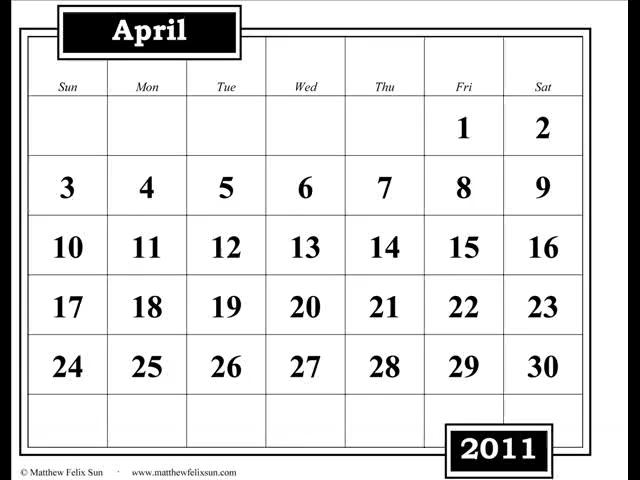 April
Sun Mon Tue Wed Thu Fri Sat
1 2
3 4 5 6 7 8 9
10 11 12 13 14 15 16
17 18 19 20 21 22 23
24 25 26 27 28 29 30
2011
© Matthew Felix Sun · www.matthewfelixsun.com